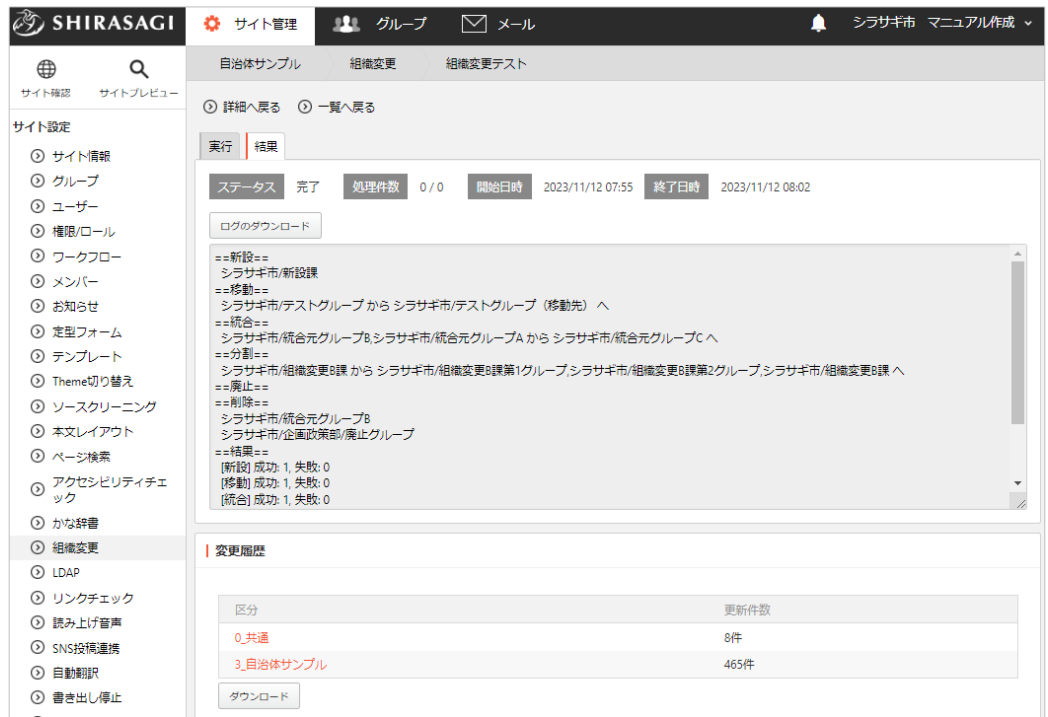 SHIRASAGI
サイト管理
グループ
メール
シラサギ市 マニュアル作成
サイト確認
サイトプレビュー
サイト設定
サイト情報
グループ
ユーザー
権限/ロール
ワークフロー
メンバー
お知らせ
定型フォーム
テンプレート
Theme切り替え
ソースクリーニング
本文レイアウト
ページ検索
アクセシビリティチェ
ック
かな辞書
組織変更
LDAP
リンクチェック
読み上げ音声
SNS投稿連携
自動翻訳
書き出し停止
自治体サンプル 組織変更 組織変更テスト
詳細へ戻る 一覧へ戻る
実行 結果
ステータス 完了 処理件数 0 / 0 開始日時 2023/11/12 07:55 終了日時 2023/11/12 08:02
ログのダウンロード
==新設==
シラサギ市/新設課
==移動==
シラサギ市/テストグループ から シラサギ市/テストグループ（移動先） へ
==統合==
シラサギ市/統合元グループB,シラサギ市/統合元グループA から シラサギ市/統合元グループC へ
==分割==
シラサギ市/組織変更B課 から シラサギ市/組織変更B課第1グループ,シラサギ市/組織変更B課第2グループ,シラサギ市/組織変更B課 へ
==廃止==
==削除==
シラサギ市/統合元グループB
シラサギ市/企画政策部/廃止グループ
==結果==
[新設] 成功: 1, 失敗: 0
[移動] 成功: 1, 失敗: 0
[統合] 成功: 1, 失敗: 0
変更履歴
区分 更新件数
0_共通 8件
3_自治体サンプル 465件
ダウンロード